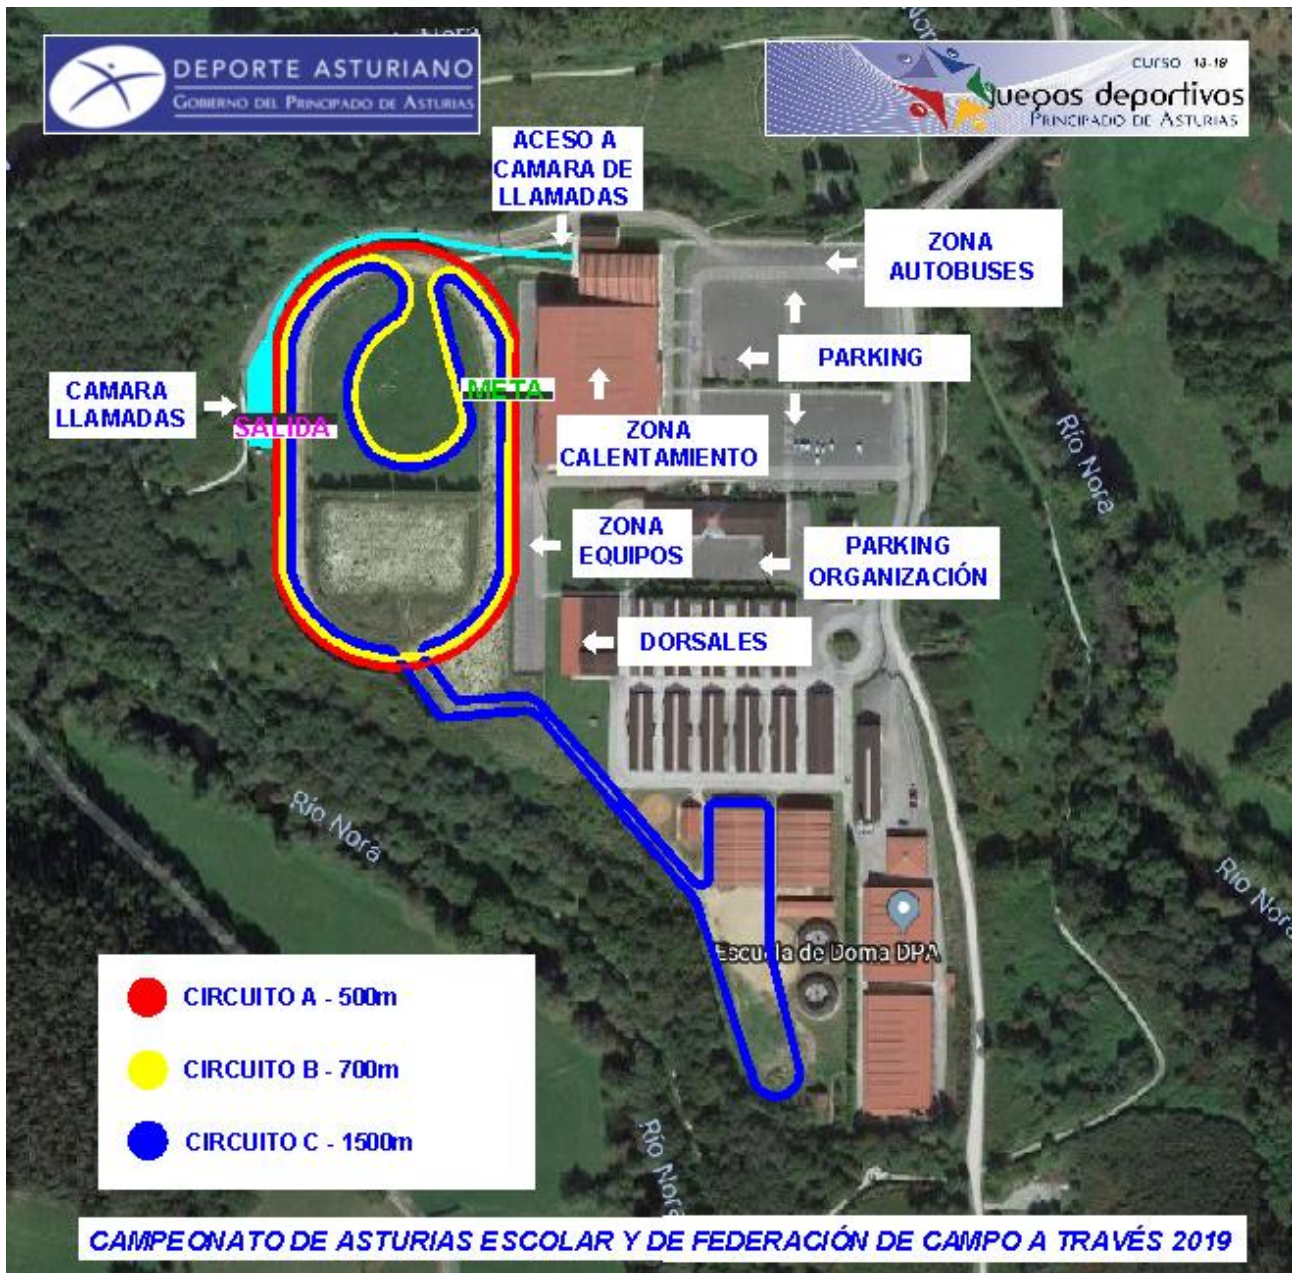 DEPORTE ASTURIANO
GOBIERNO DEL PRINCIPADO DE ASTURIAS
CURSO 18-19
juegos deportivos
PRINCIPADO DE ASTURIAS
ACESO A
CAMARA DE
LLAMADAS
ZONA
AUTOBUSES
PARKING
CAMARA
LLAMADAS
SALIDA
META
ZONA
CALENTAMIENTO
Río Nora
ZONA
EQUIPOS
PARKING
ORGANIZACIÓN
DORSALES
Río Nora
Río Nora
Escuela de Doma DPA
CIRCUITO A - 500m
CIRCUITO B - 700m
CIRCUITO C - 1500m
Río Nora
CAMPEONATO DE ASTURIAS ESCOLAR Y DE FEDERACIÓN DE CAMPO A TRAVÉS 2019